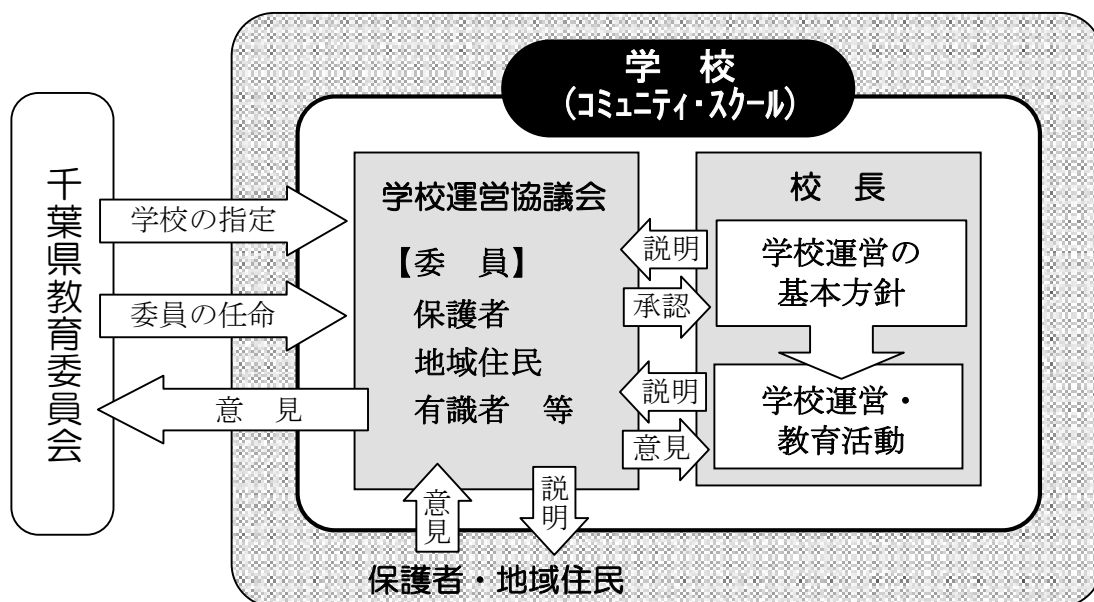 学　校
(コミュニティ・スクール)
千葉県教育委員会
学校の指定
委員の任命
意　見
学校運営協議会
【委　員】
保護者
地域住民
有識者　等
説明
承認
説明
意見
校　長
学校運営の
基本方針
学校運営・
教育活動
意見
説明
保護者・地域住民